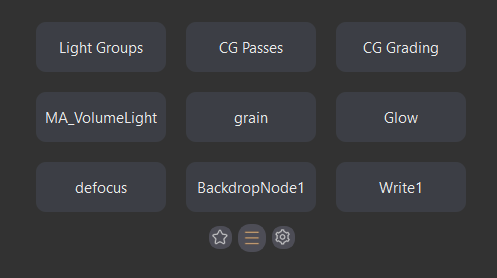 Light Groups
CG Passes
CG Grading
MA_VolumeLight
grain
Glow
defocus
BackdropNode1
Write1